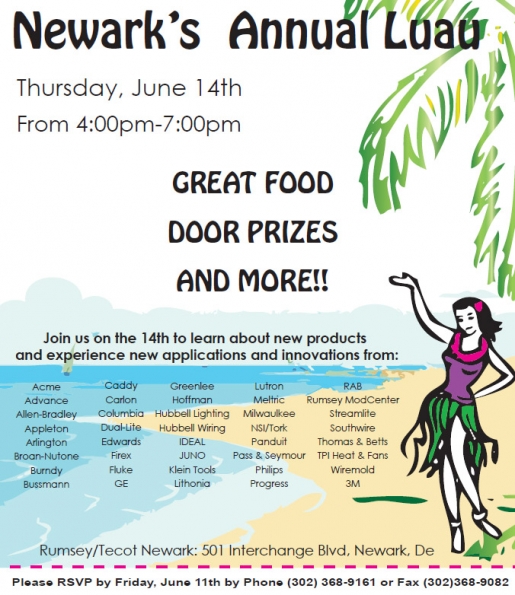 Newark's Annual Luau
Thursday, June 14th
From 4:00pm-7:00pm
GREAT FOOD
DOOR PRIZES
AND MORE!!
Join us on the 14th to learn about new products
and experience new applications and innovations from:
Acme Caddy Greenlee Lutron RAB
Advance Carlon Hoffman Meltric Rumsey ModCenter
Allen-Bradley Columbia Hubbell Lighting Milwaukee Streamlite
Appleton Dual-Lite Hubbell Wiring NSI/Tork Southwire
Arlington Edwards IDEAL Panduit Thomas & Betts
Broan-Nutone Firex JUNO Pass & Seymour TPI Heat & Fans
Burndy Fluke Klein Tools Philips Wiremold
Bussmann GE Lithonia Progress 3M
Rumsey/Tecot Newark: 501 Interchange Blvd, Newark, De
Please RSVP by Friday, June 11th by Phone (302) 368-9161 or Fax (302)368-9082